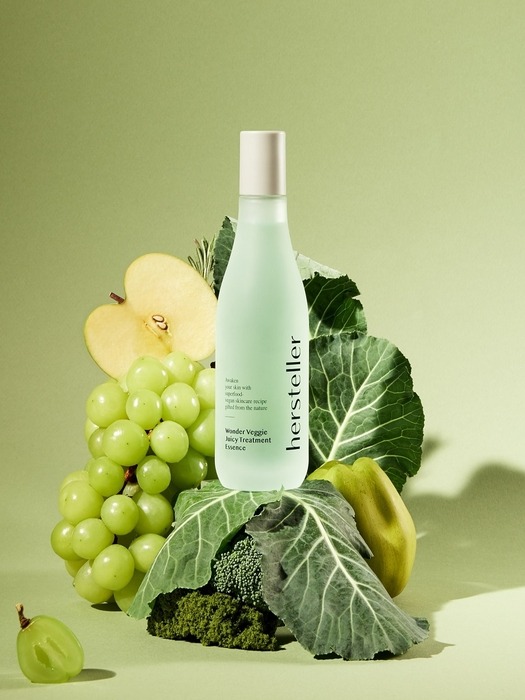 Awaken
your skin with
superfood-
vegan skincare recipe
gifted from the nature
Wonder Veggie
Juicy Treatment
Essence
hersteller